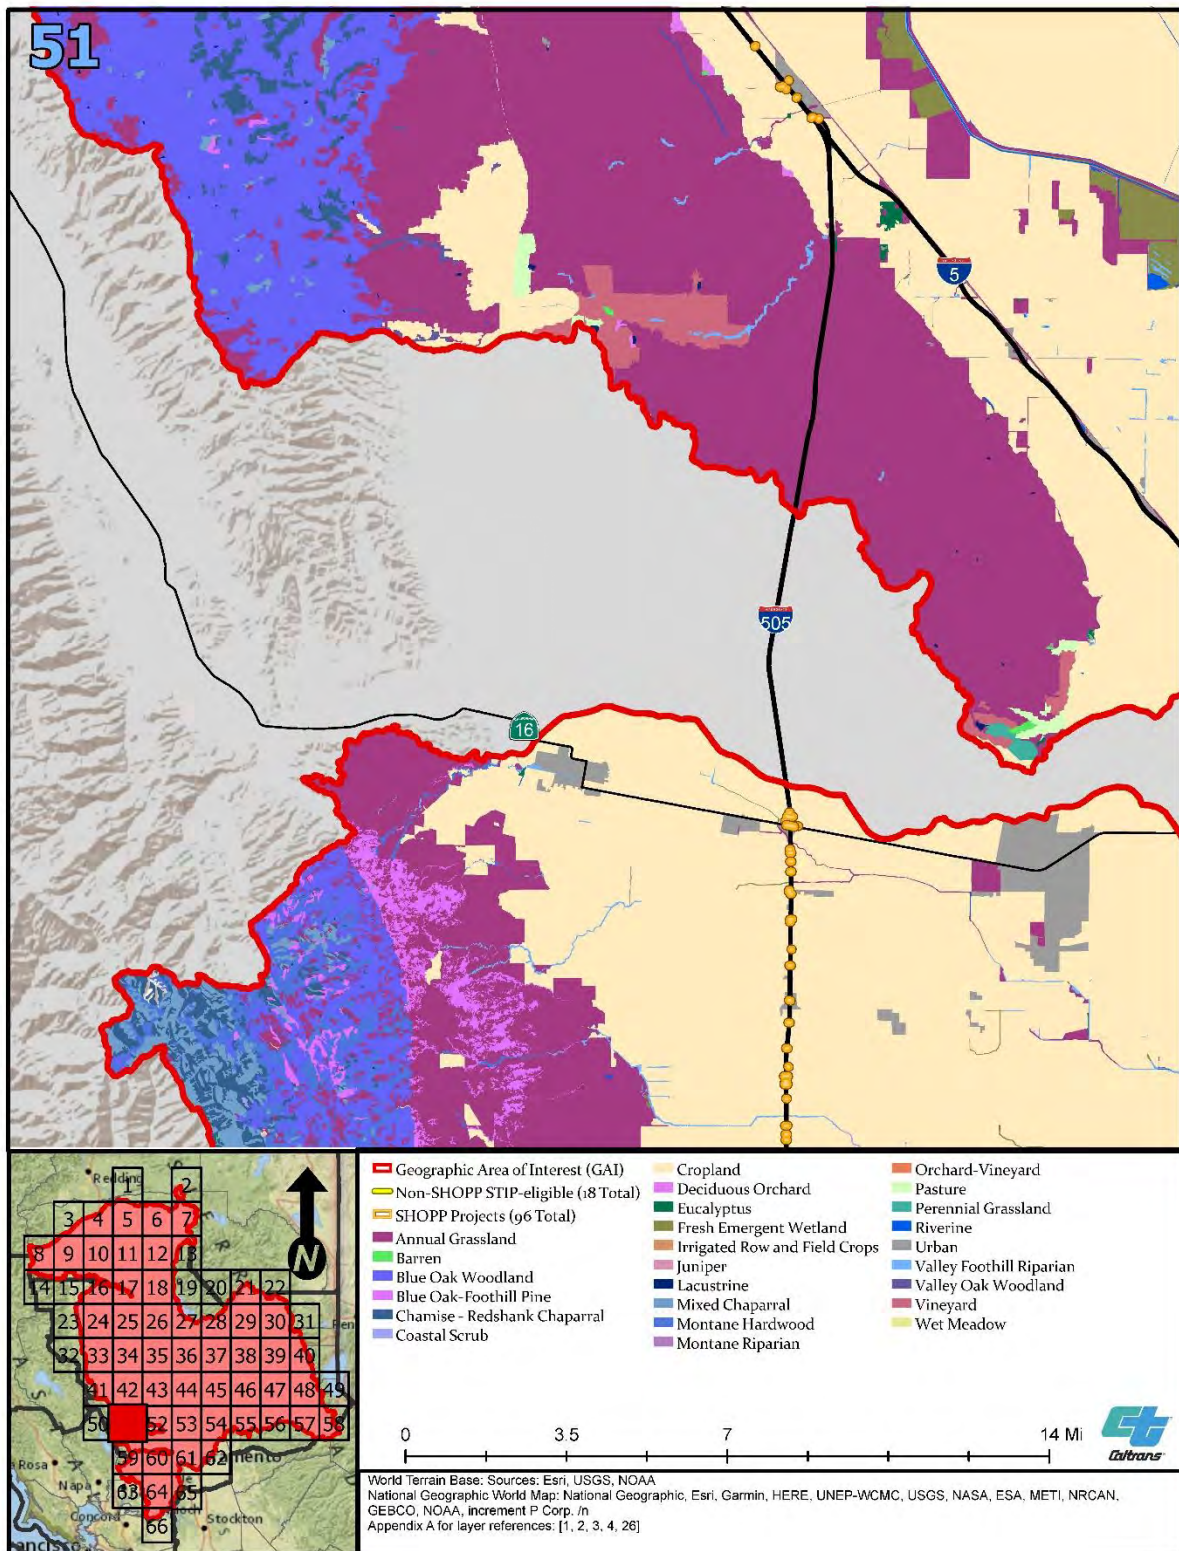 51
5
505
16
Redding
1 2
3 4 5 6 7
8 9 10 11 12 13
14 15 16 17 18 19 20 21 22
23 24 25 26 27 28 29 30 31
32 33 34 35 36 37 38 39 40
41 42 43 44 45 46 47 48 49
50 52 53 54 55 56 57 58
59 60 61 62 amento
a Rosa
Napa 63 64 65
Concord Stockton
66
ancisco
N
Geographic Area of Interest (GAI)
Non-SHOPP STIP-eligible (18 Total)
SHOPP Projects (96 Total)
Annual Grassland
Barren
Blue Oak Woodland
Blue Oak-Foothill Pine
Chamise - Redshank Chaparral
Coastal Scrub
Cropland
Deciduous Orchard
Eucalyptus
Fresh Emergent Wetland
Irrigated Row and Field Crops
Juniper
Lacustrine
Mixed Chaparral
Montane Hardwood
Montane Riparian
Orchard-Vineyard
Pasture
Perennial Grassland
Riverine
Urban
Valley Foothill Riparian
Valley Oak Woodland
Vineyard
Wet Meadow
0 3.5 7 14 Mi
ct
Caltrans
World Terrain Base: Sources: Esri, USGS, NOAA
National Geographic World Map: National Geographic, Esri, Garmin, HERE, UNEP-WCMC, USGS, NASA, ESA, METI, NRCAN,
GEBCO, NOAA, increment P Corp. /n
Appendix A for layer references: [1, 2, 3, 4, 26]